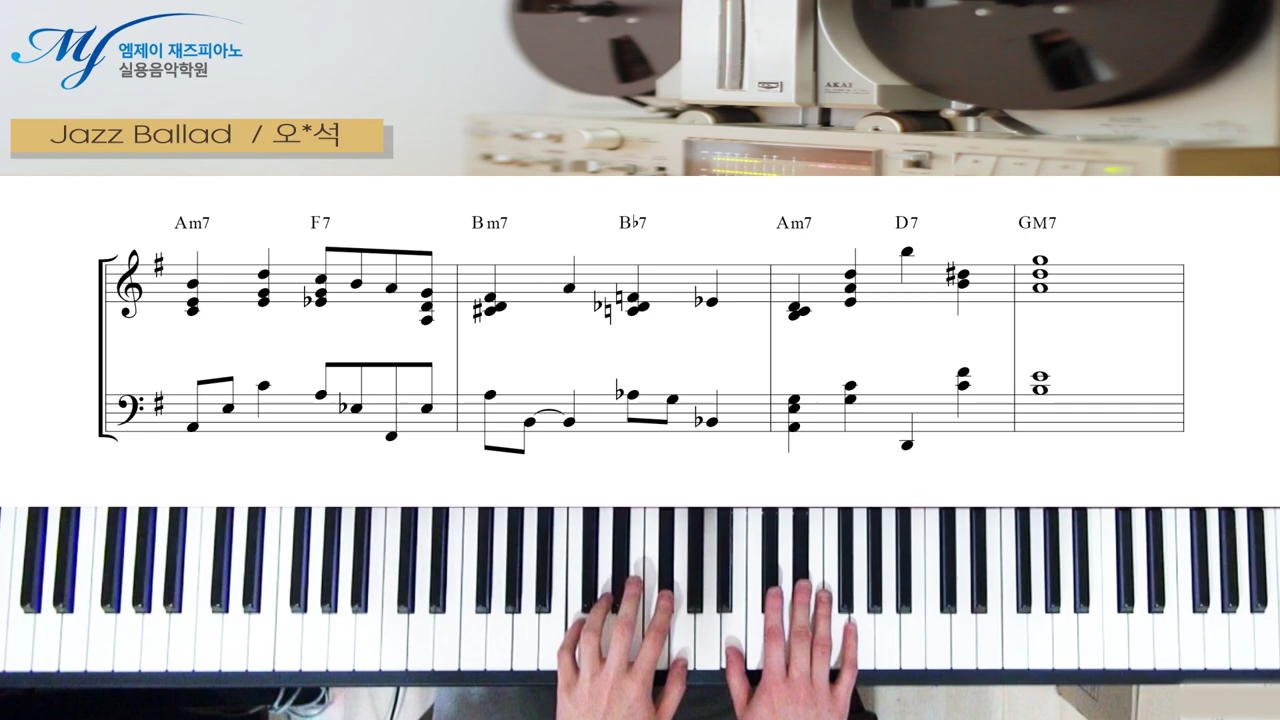 My 엠제이 재즈피아노
실용음악학원
AKAI
Jazz Ballad / 오*석
Am7 F7 Bm7 B♭7 Am7 D7 GM7